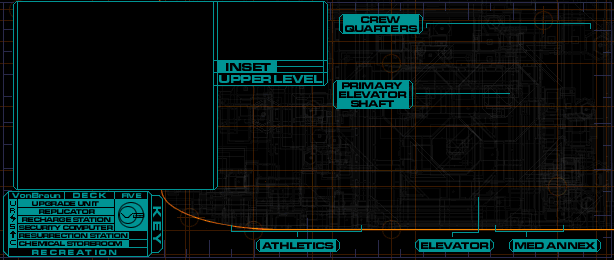 CREW
QUARTERS
INSET
UPPER LEVEL
PRIMARY
ELEVATOR
SHAFT
VonBraun DECK FIVE
U UPGRADE UNIT
R REPLICATOR
A RECHARGE STATION
S SECURITY COMPUTER
T RESURRECTION STATION
C CHEMICAL STOREROOM
RECREATION
KEY
ATHLETICS
ELEVATOR
MED ANNEX